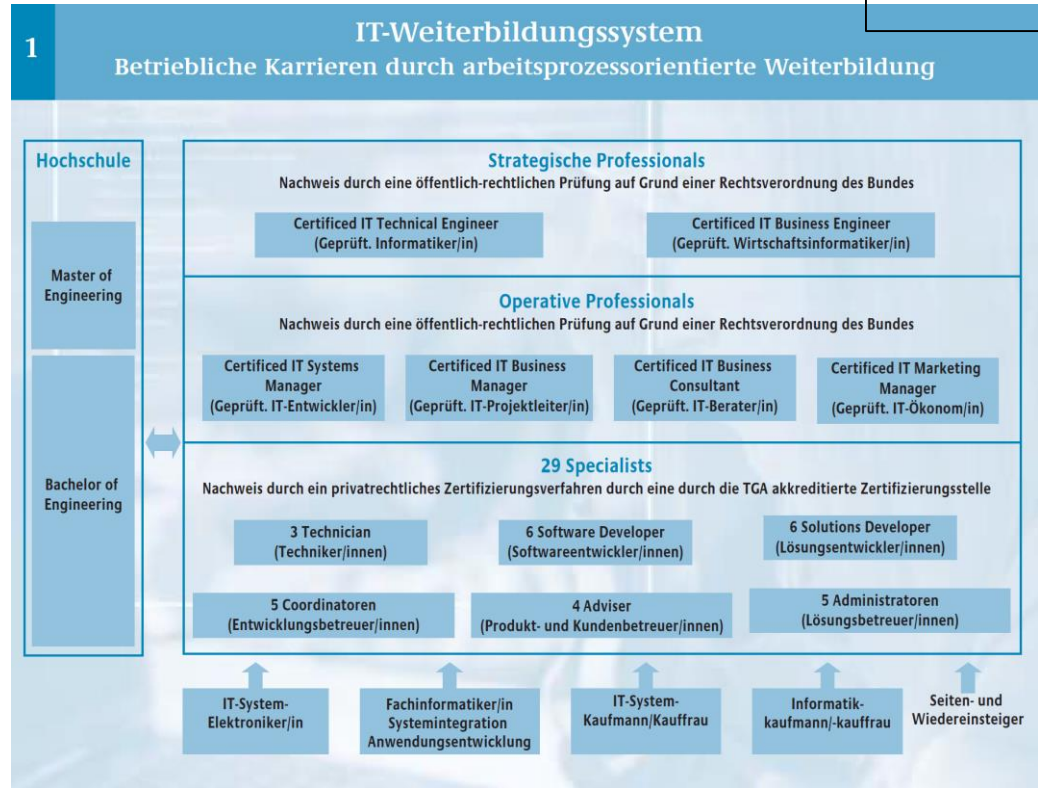 1
IT-Weiterbildungssystem
Betriebliche Karrieren durch arbeitsprozessorientierte Weiterbildung
Hochschule
Master of
Engineering
Bachelor of
Engineering
Strategische Professionals
Nachweis durch eine öffentlich-rechtlichen Prüfung auf Grund einer Rechtsverordnung des Bundes
Certificed IT Technical Engineer
(Geprüft. Informatiker/in)
Certificed IT Business Engineer
(Geprüft. Wirtschaftsinformatiker/in)
Operative Professionals
Nachweis durch eine öffentlich-rechtlichen Prüfung auf Grund einer Rechtsverordnung des Bundes
Certificed IT Systems
Manager
(Geprüft. IT-Entwickler/in)
Certificed IT Business
Manager
(Geprüft. IT-Projektleiter/in)
Certificed IT Business
Consultant
(Geprüft. IT-Berater/in)
Certificed IT Marketing
Manager
(Geprüft. IT-Ökonom/in)
29 Specialists
Nachweis durch ein privatrechtliches Zertifizierungsverfahren durch eine durch die TGA akkreditierte Zertifizierungsstelle
3 Technician
(Techniker/innen)
6 Software Developer
(Softwareentwickler/innen)
6 Solutions Developer
(Lösungsentwickler/innen)
5 Coordinatoren
(Entwicklungsbetreuer/innen)
4 Adviser
(Produkt- und Kundenbetreuer/innen)
5 Administratoren
(Lösungsbetreuer/innen)
IT-System-
Elektroniker/in
Fachinformatiker/in
Systemintegration
Anwendungsentwicklung
IT-System-
Kaufmann/Kauffrau
Informatik-
kaufmann/-kauffrau
Seiten- und
Wiedereinsteiger